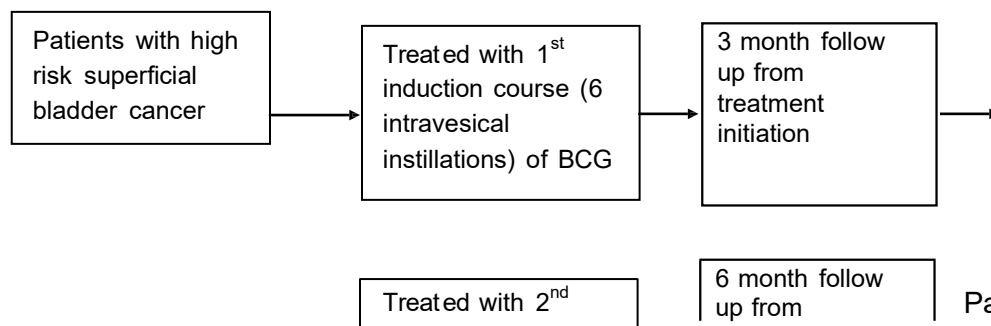 Patients with high
risk superficial
bladder cancer
Treated with 1st
induction course (6
intravesical
instillations) of BCG
3 month follow
up from
treatment
initiation
Treated with 2nd
6 month follow
up from